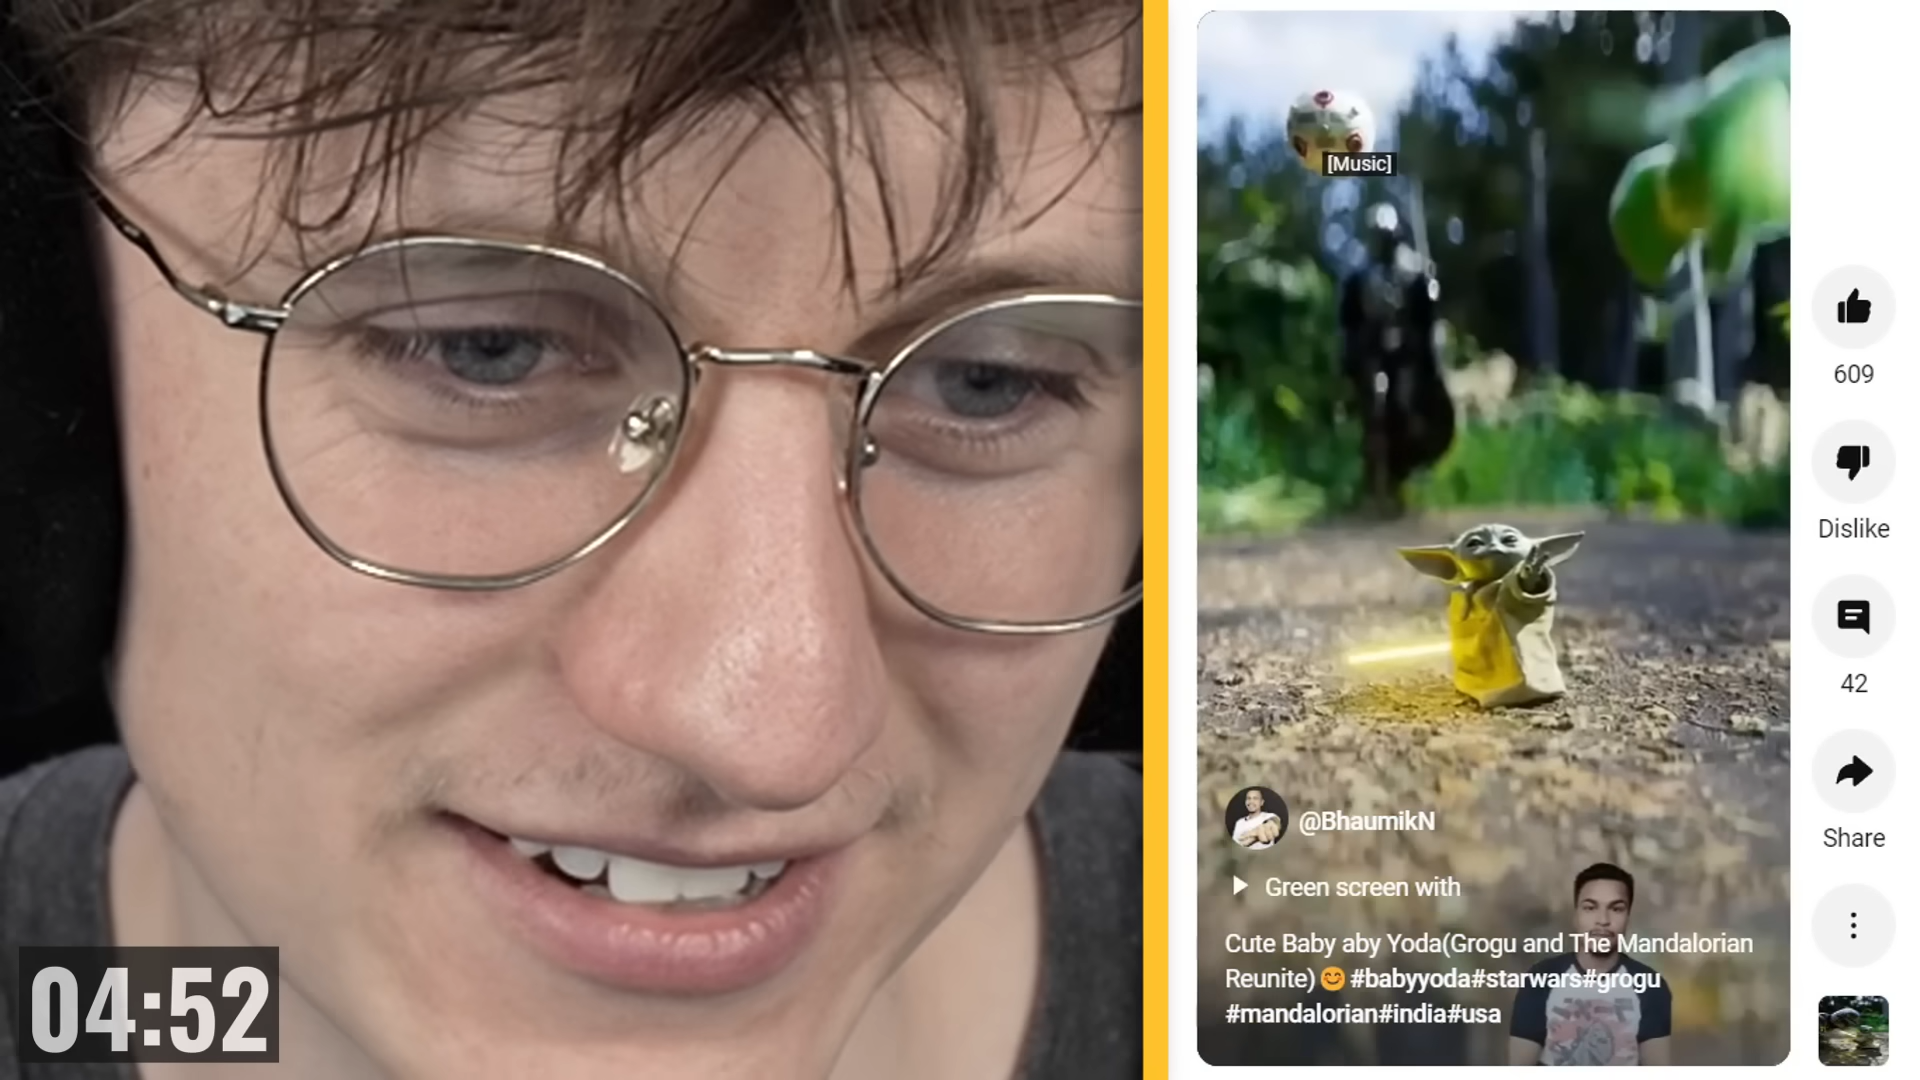 04:52
[Music]
@BhaumikN
Green screen with
Cute Baby aby Yoda(Grogu and The Mandalorian
Reunite)😊 #babyyoda#starwars#grogu
#mandalorian#india#usa
609
Dislike
42
Share